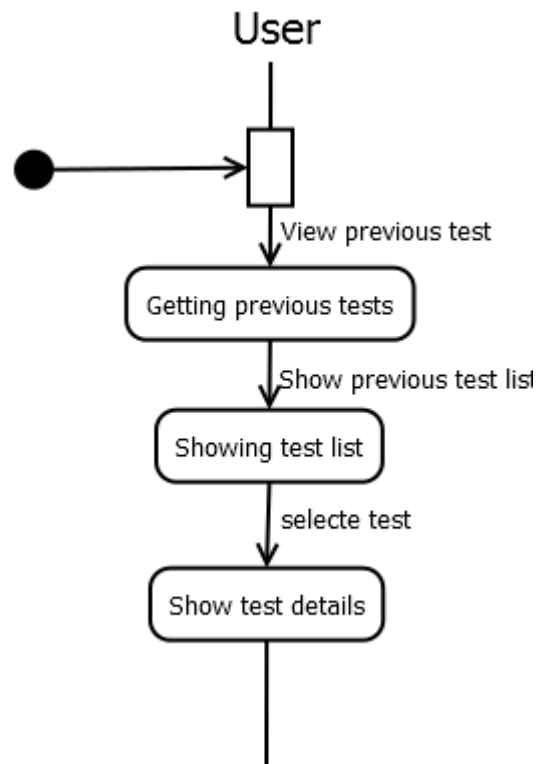 User
View previous test
Getting previous tests
Show previous test list
Showing test list
selecte test
Show test details